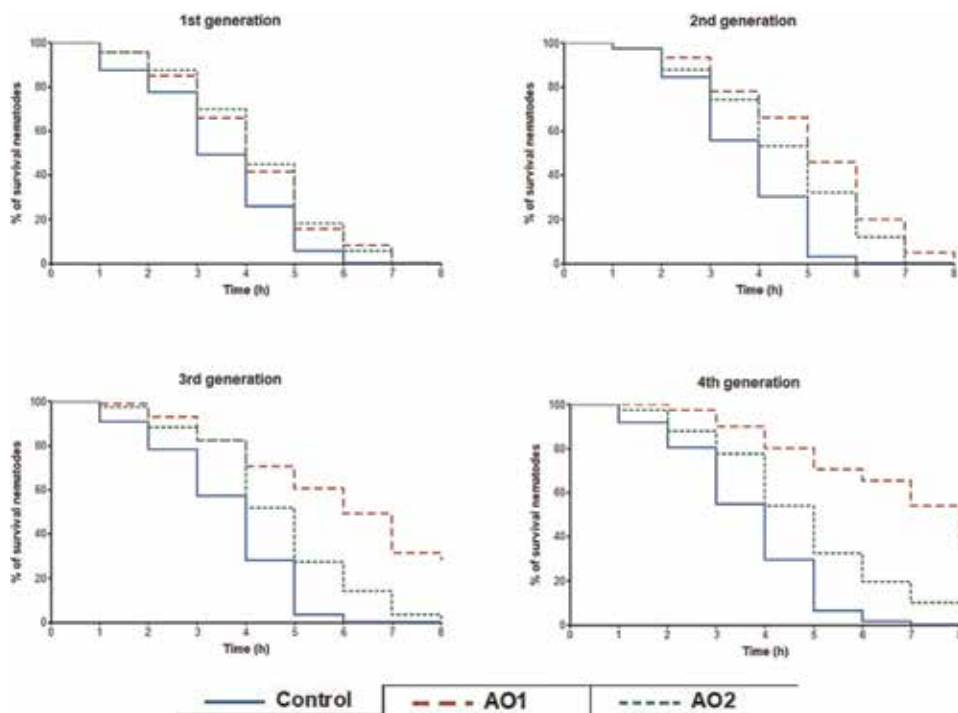 1st generation
% of survival nematodes
100
80
60
40
20
0
0 1 2 3 4 5 6 7 8
Time (h)
2nd generation
% of survival nematodes
100
80
60
40
20
0
0 1 2 3 4 5 6 7 8
Time (h)
3rd generation
% of survival nematodes
100
80
60
40
20
0
0 1 2 3 4 5 6 7 8
Time (h)
4th generation
% of survival nematodes
100
80
60
40
20
0
0 1 2 3 4 5 6 7 8
Time (h)
Control AO1 AO2